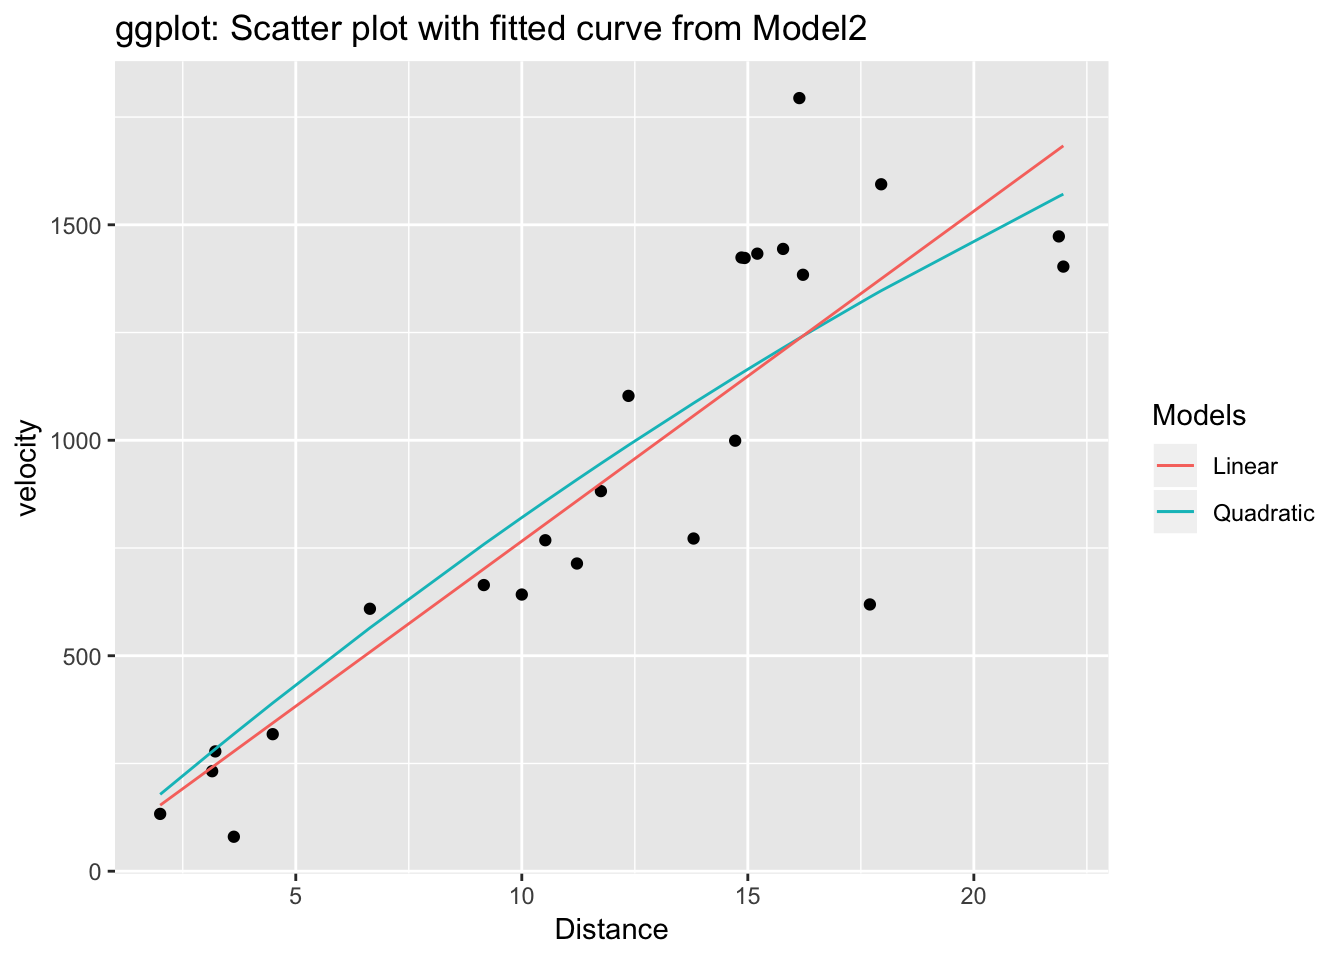 ggplot: Scatter plot with fitted curve from Model2
velocity
1500
1000
500
0
5 10 15 20
Distance
Models
Linear
Quadratic